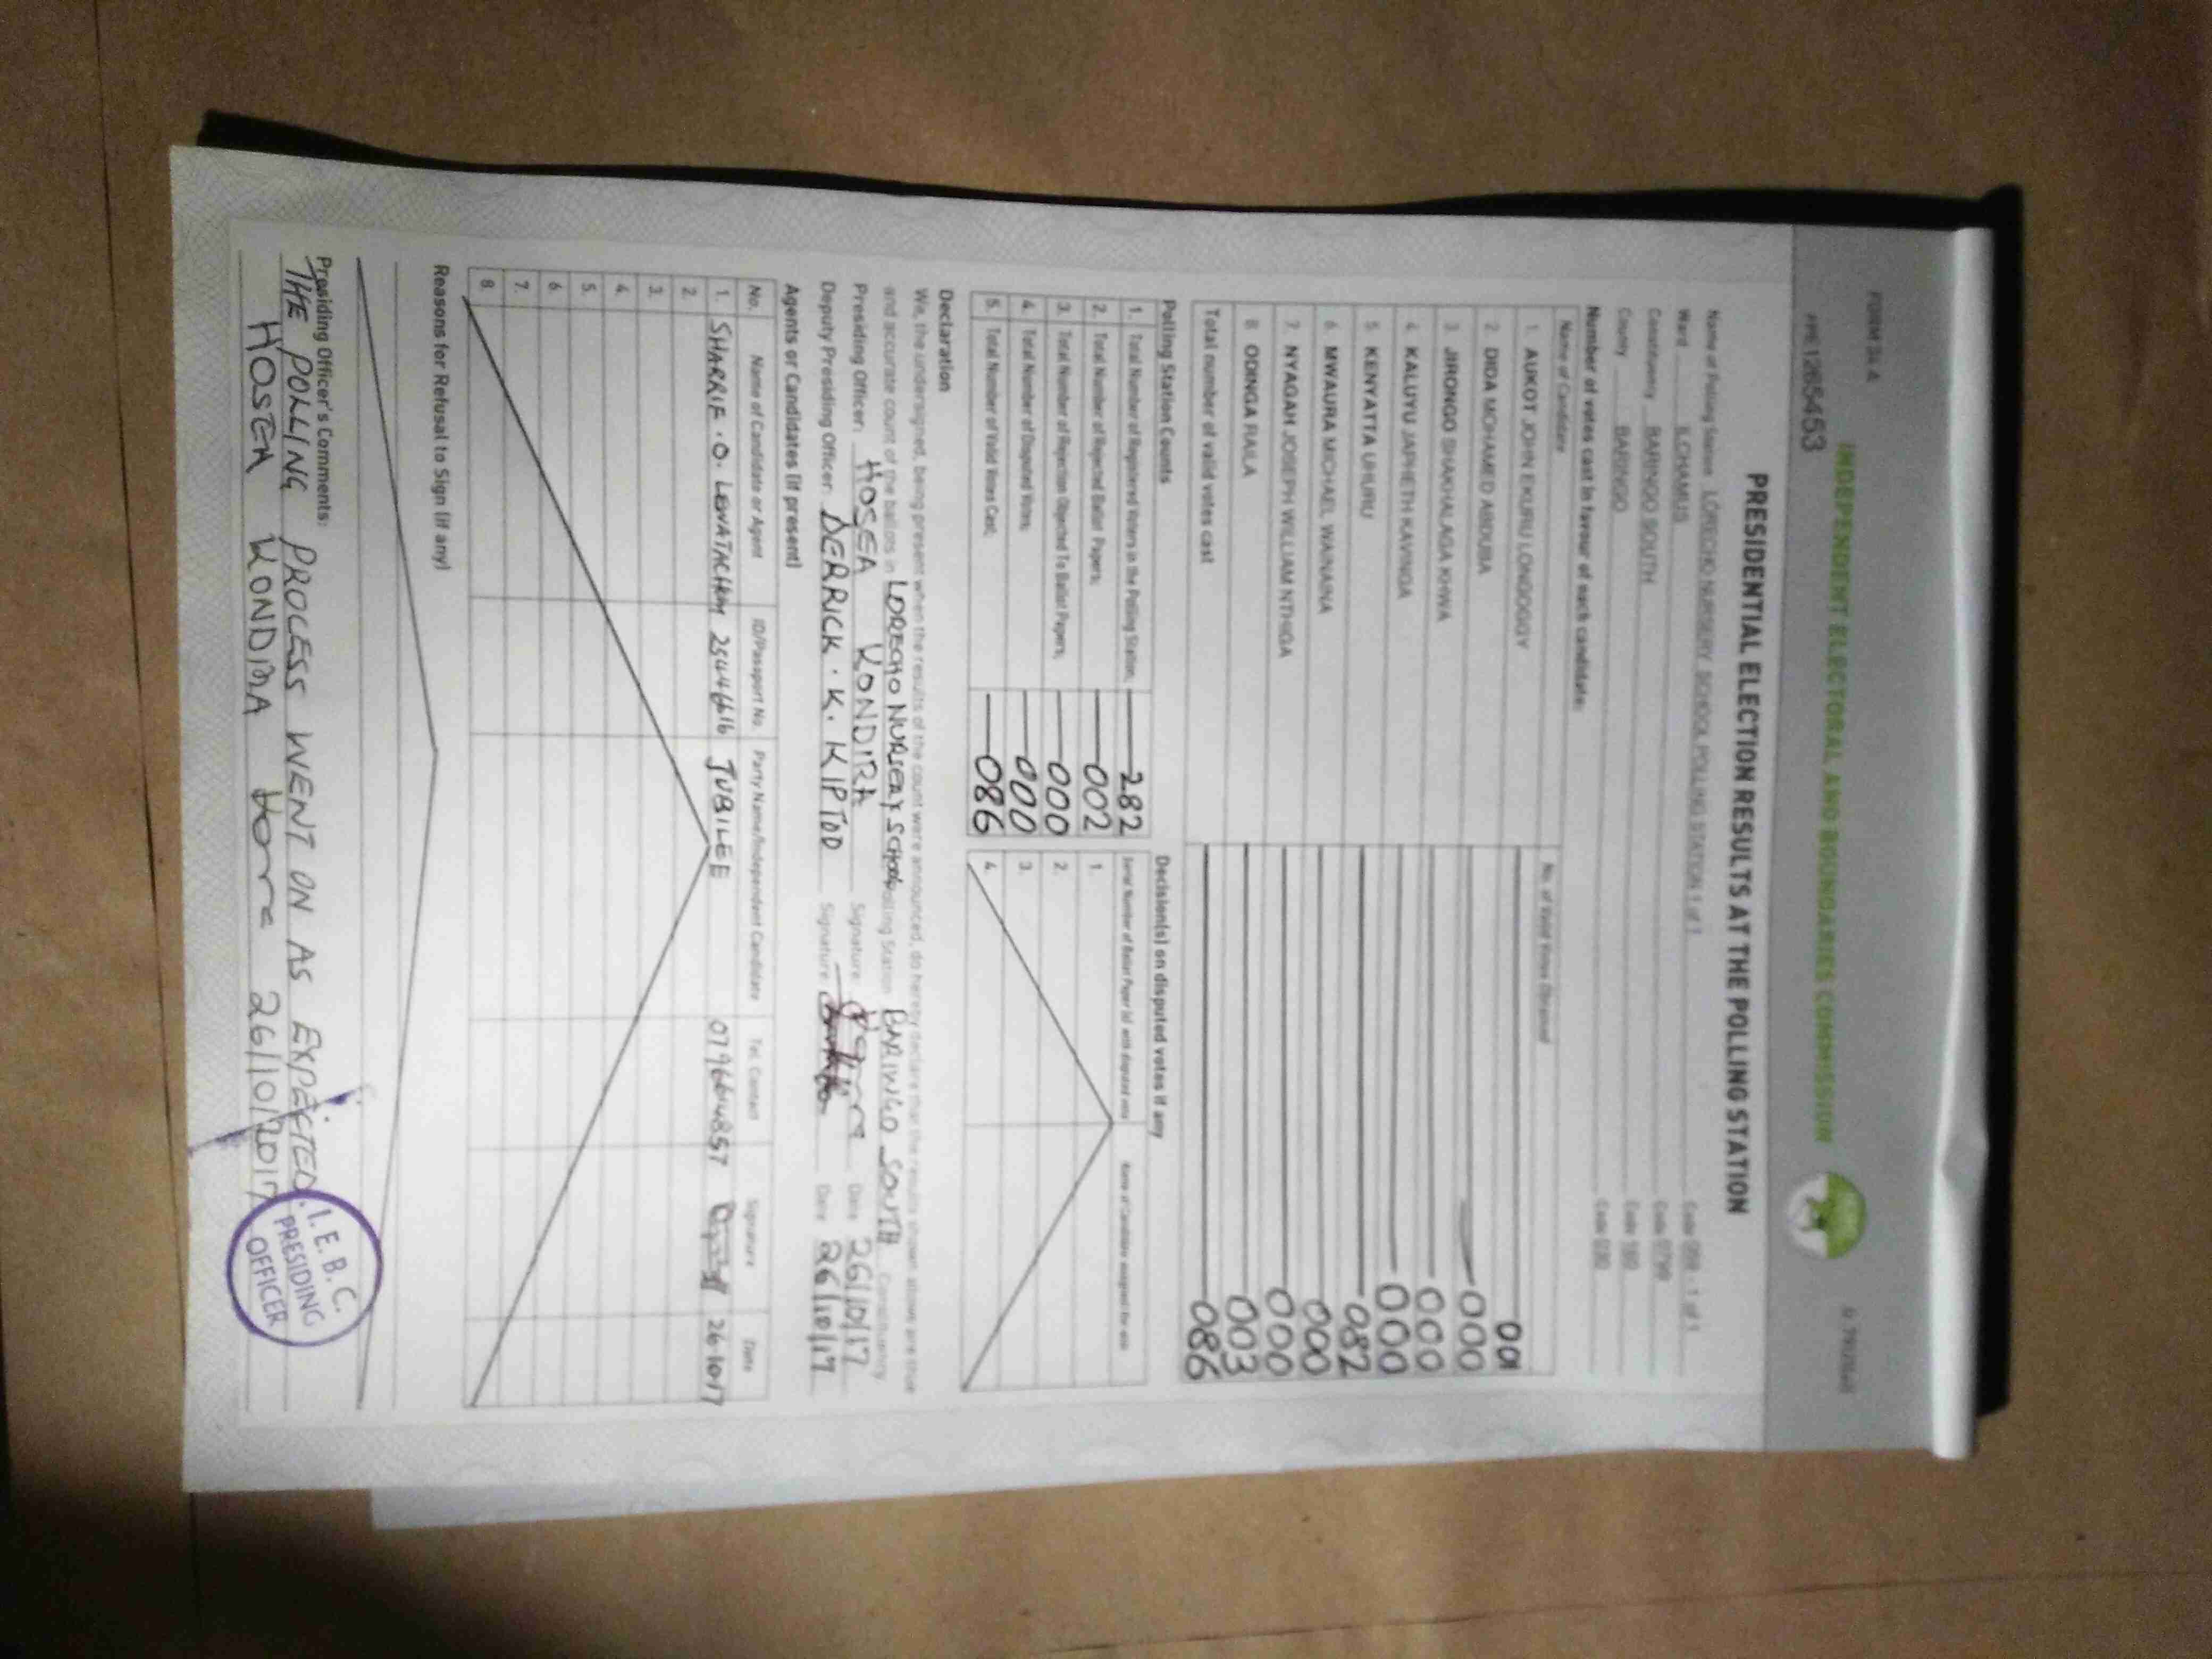 FORM 34 A
INDEPENDENT ELECTORAL AND BOUNDARIES COMMISSION
1265453
PRESIDENTIAL ELECTION RESULTS AT THE POLLING STATION
Name of Polling Station LORECHO NURSERY SCHOOL POLLING STATION 1 of 1 Code 1 of 1
Ward ILCHAMUS Code
Constituency BARINGO SOUTH Code
County BARINGO Code 030
Number of votes cast in favour of each candidate:
Name of Candidate No. of Valid Votes Obtained
1. AUKOT JOHN EKURU LONGOGGY 001
2. DIDA MOHAMED ABDUBA 000
3. JIRONGO SHAKHALAGA KHWA 000
4. KALUYU JAPHETH KAVINGA 000
5. KENYATTA UHURU 082
6. MWAURA MICHAEL WAINAINA 000
7. NYAGAH JOSEPH WILLIAM NTHIGA 000
8. ODINGA RAILA 003
Total number of valid votes cast 086
Polling Station Counts
1. Total Number of Registered Voters in the Polling Station; 282
2. Total Number of Rejected Ballot Papers; 002
3. Total Number of Rejection Objected To Ballot Papers; 000
4. Total Number of Disputed Votes; 000
5. Total Number of Valid Votes Cast; 086
Decision(s) on disputed votes if any
Serial Number of Ballot Paper (s) with disputed vote Name of Candidate assigned the vote
1.
2.
3.
4.
Declaration
We, the undersigned, being present when the results of the count were announced, do hereby declare that the results shown above are true
and accurate count of the ballots in LORECHO NURSERY SCHOOL Polling Station BARINGO SOUTH Constituency
Presiding Officer: HOSEA KONDIRA Signature Date 26/10/17
Deputy Presiding Officer: DERRICK . K. KIPTOO Signature Date 26/10/17
Agents or Candidates (if present)
No. Name of Candidate or Agent ID/Passport No. Party Name/Independent Candidate Tel. Contact Signature Date
1. SHARRIF . O. 25446616 JUBILEE 0796614857 26.10.17
2.
3.
4.
5.
6.
7.
8.
Reasons for Refusal to Sign (if any)
Presiding Officer's Comments:
THE POLLING PROCESS WENT ON AS EXPECTED.
HOSEA KONDIRA 26/10/2017
I. E. B. C.
PRESIDING
OFFICER